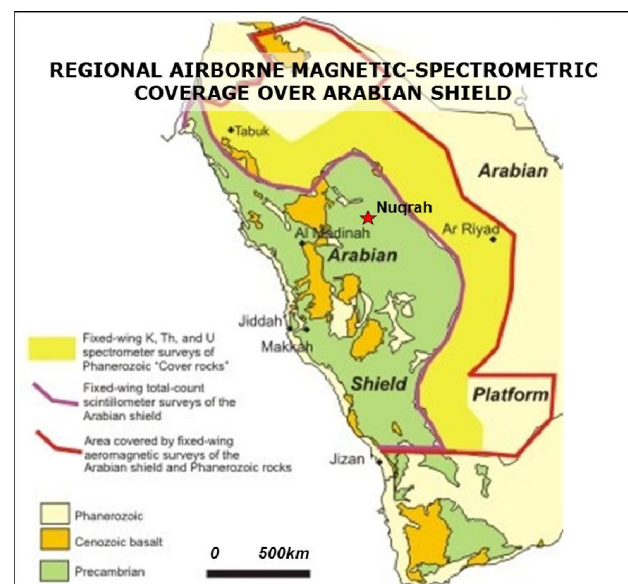 REGIONAL AIRBORNE MAGNETIC-SPECTROMETRIC
COVERAGE OVER ARABIAN SHIELD
Tabuk
Arabian
Nuqrah
Ar Riyad
Al Madinah
Arabian
Jiddah
Makkah
Shield
Platform
Jizan
Fixed-wing K, Th, and U
spectrometer surveys of
Phanerozoic "Cover rocks"
Fixed-wing total-count
scintillometer surveys of the
Arabian shield
Area covered by fixed-wing
aeromagnetic surveys of the
Arabian shield and Phanerozoic rocks
Phanerozoic
Cenozoic basalt
Precambrian
0 500km